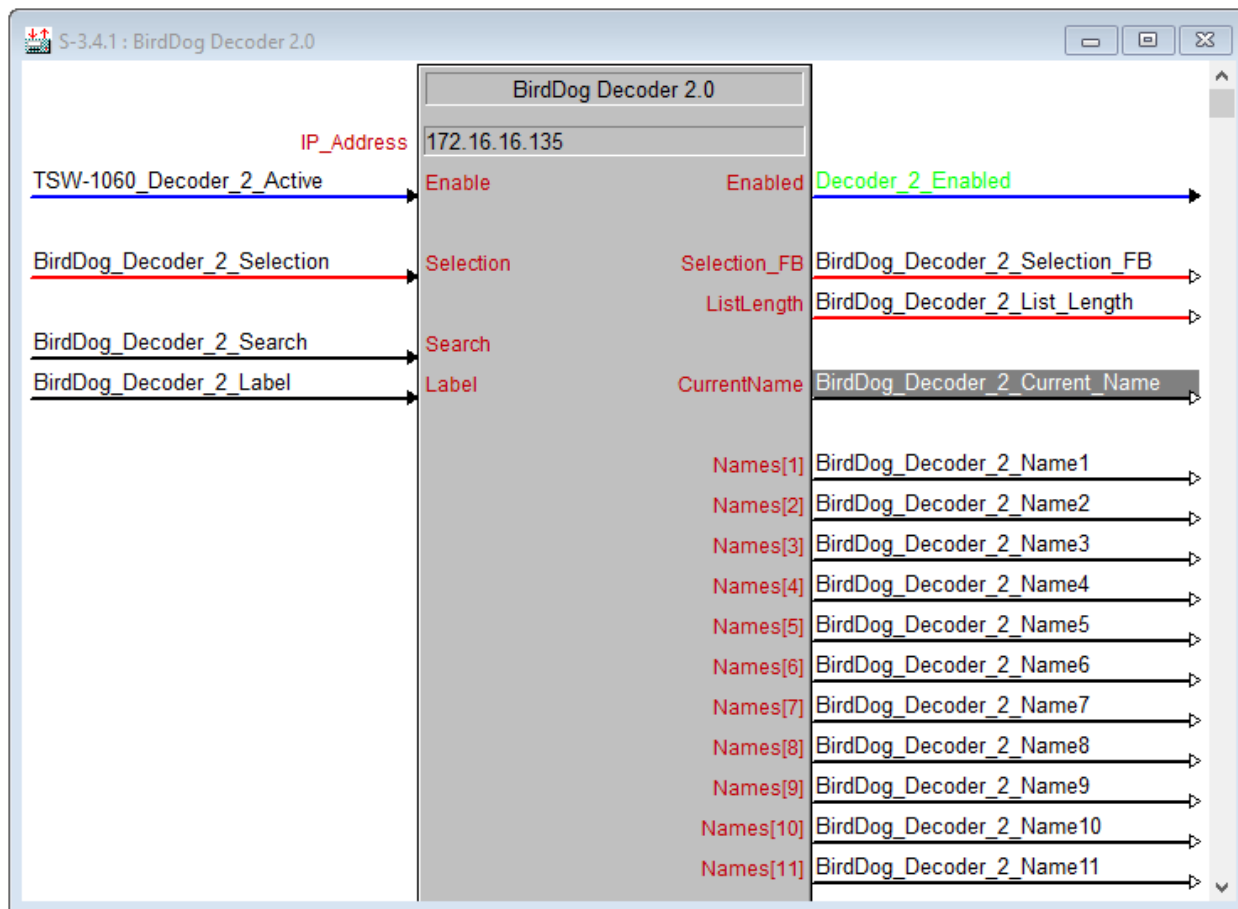 S-3.4.1 : BirdDog Decoder 2.0
BirdDog Decoder 2.0
IP_Address 172.16.16.135
TSW-1060_Decoder_2_Active Enable Enabled Decoder_2_Enabled
BirdDog_Decoder_2_Selection Selection Selection_FB BirdDog_Decoder_2_Selection_FB
ListLength BirdDog_Decoder_2_List_Length
BirdDog_Decoder_2_Search Search
BirdDog_Decoder_2_Label Label CurrentName BirdDog_Decoder_2_Current_Name
Names[1] BirdDog_Decoder_2_Name1
Names[2] BirdDog_Decoder_2_Name2
Names[3] BirdDog_Decoder_2_Name3
Names[4] BirdDog_Decoder_2_Name4
Names[5] BirdDog_Decoder_2_Name5
Names[6] BirdDog_Decoder_2_Name6
Names[7] BirdDog_Decoder_2_Name7
Names[8] BirdDog_Decoder_2_Name8
Names[9] BirdDog_Decoder_2_Name9
Names[10] BirdDog_Decoder_2_Name10
Names[11] BirdDog_Decoder_2_Name11